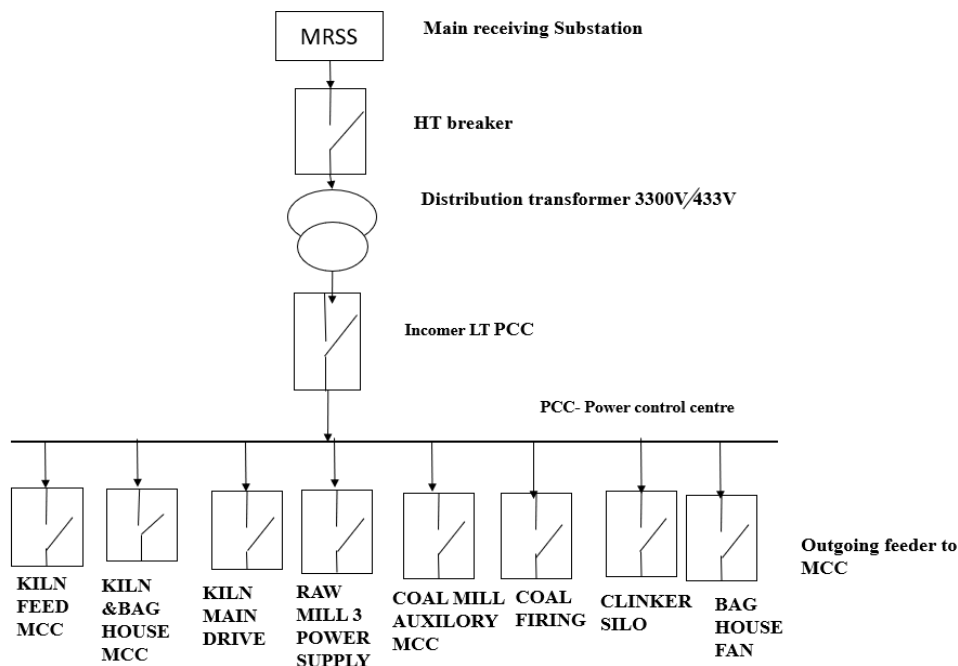 MRSS
Main receiving Substation
HT breaker
Distribution transformer 3300V/433V
Incomer LT PCC
PCC- Power control centre
Outgoing feeder to
MCC
KILN
FEED
MCC
KILN
&BAG
HOUSE
MCC
KILN
MAIN
DRIVE
RAW
MILL 3
POWER
SUPPLY
COAL MILL
AUXILORY
MCC
COAL
FIRING
CLINKER
SILO
BAG
HOUSE
FAN